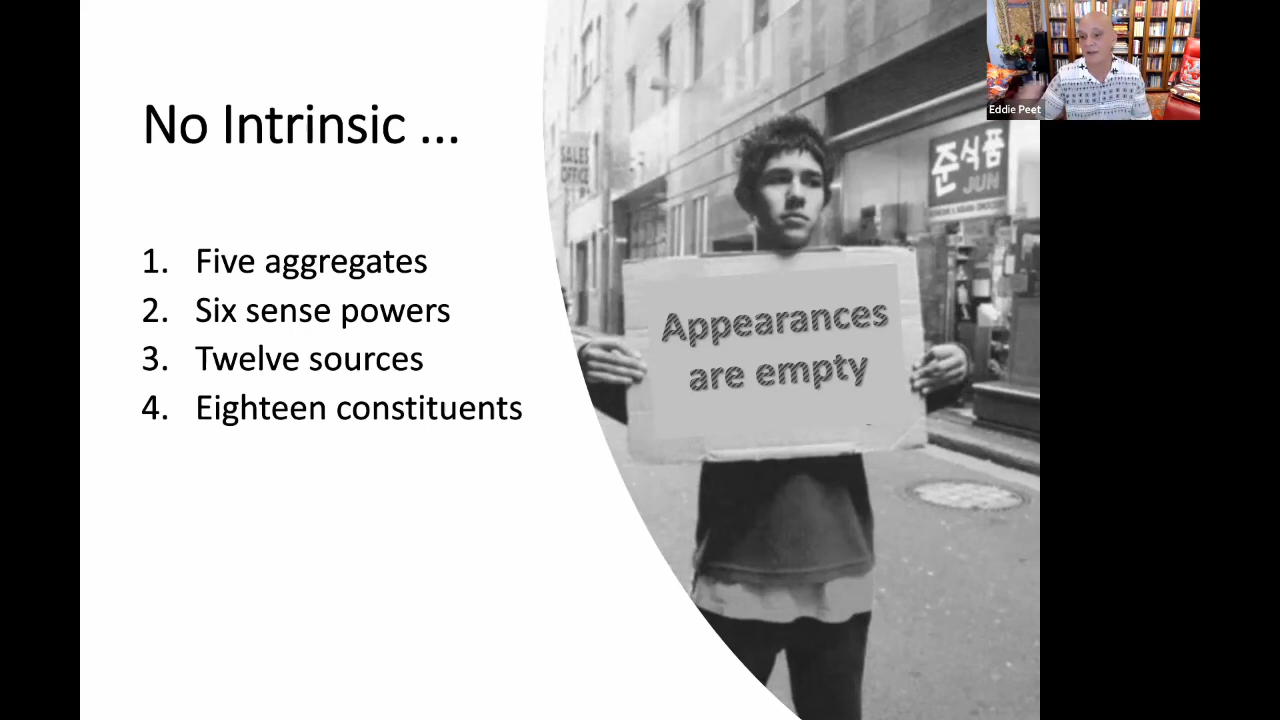 No Intrinsic ...
1. Five aggregates
2. Six sense powers
3. Twelve sources
4. Eighteen constituents
SALES
OFFICE
준식품
JUN
Appearances
are empty
Eddie Peet